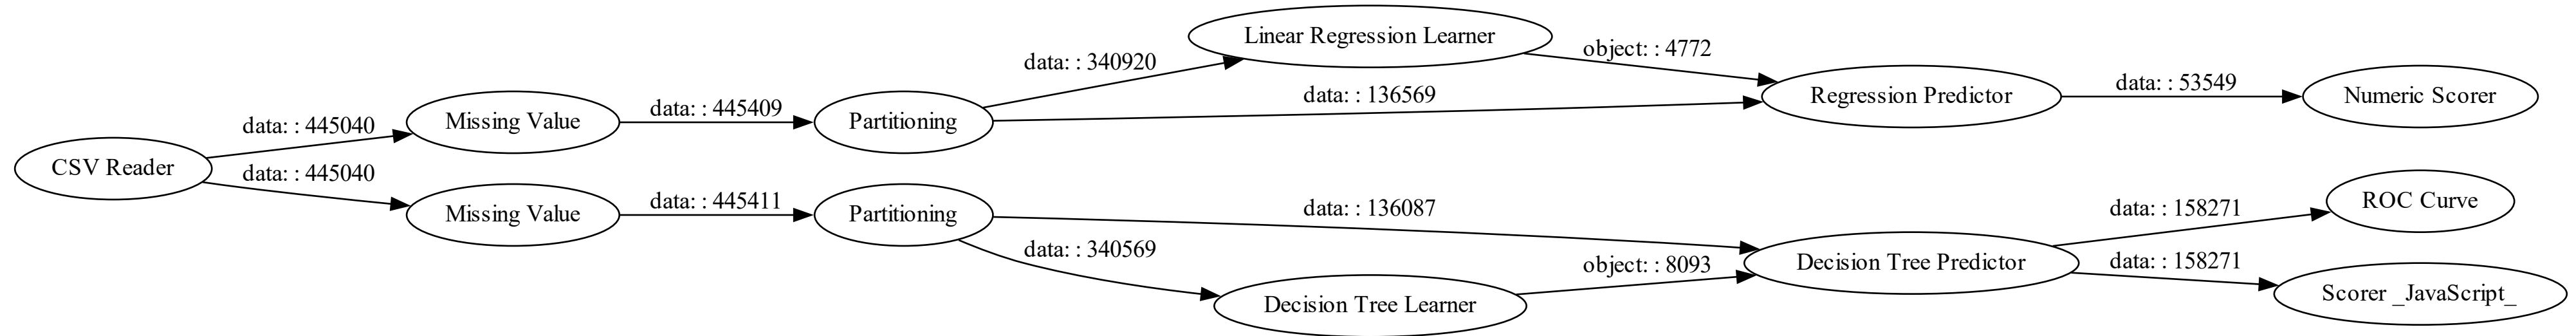 CSV Reader
data: : 445040
data: : 445040
Missing Value
Missing Value
data: : 445409
data: : 445411
Partitioning
Partitioning
data: : 340920
data: : 136569
data: : 136087
data: : 340569
Linear Regression Learner
Decision Tree Learner
object: : 4772
object: : 8093
Regression Predictor
Decision Tree Predictor
data: : 53549
data: : 158271
data: : 158271
Numeric Scorer
ROC Curve
Scorer _JavaScript_